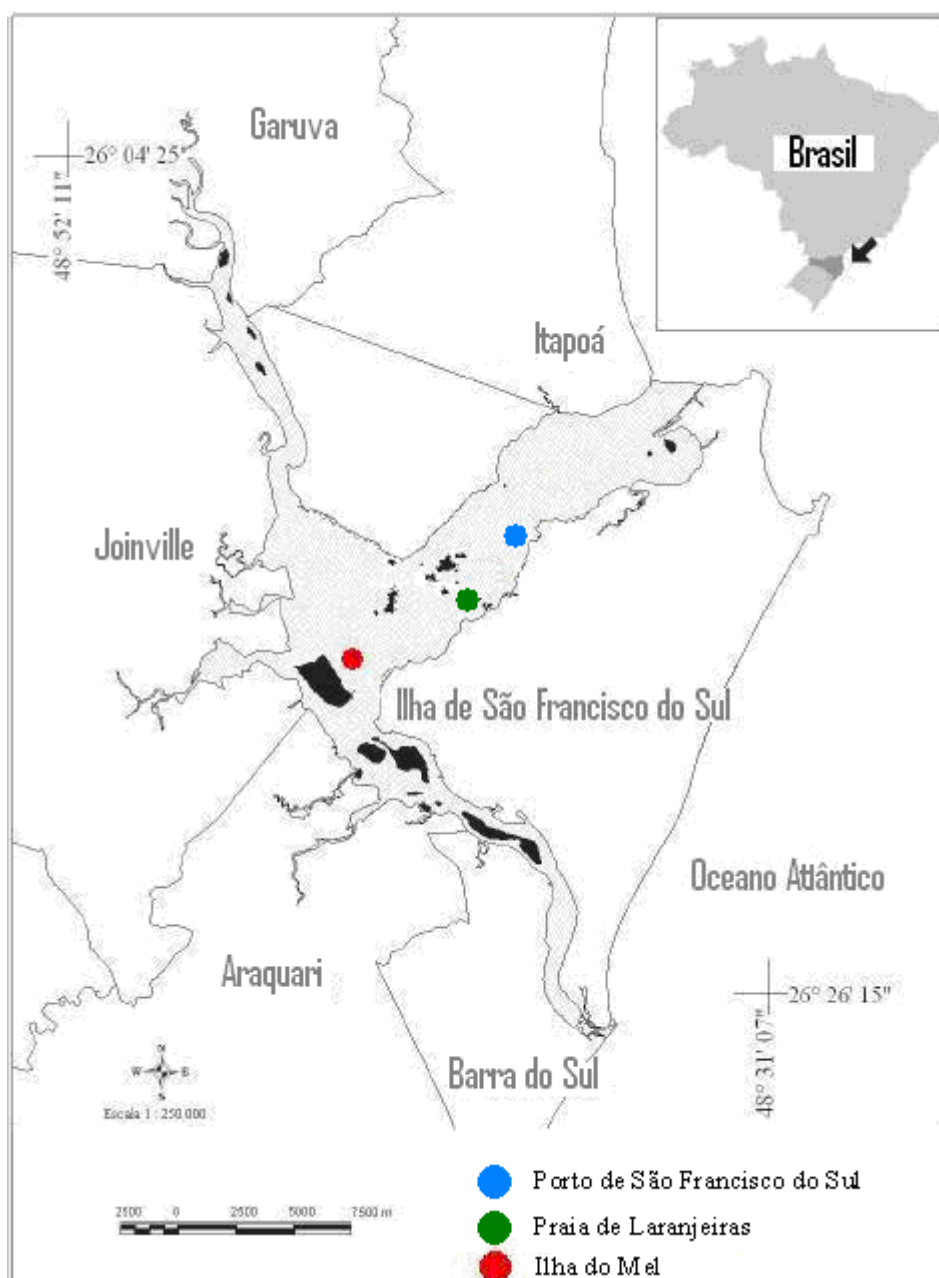 Garuva
Brasil
26° 04' 25"
48° 52' 11"
Itapoá
Joinville
Ilha de São Francisco do Sul
Oceano Atlântico
Araquari
26° 26' 15"
48° 31' 07"
Barra do Sul
N
W E
S
Escala 1 : 250.000
2500 0 2500 5000 7500 m
Porto de São Francisco do Sul
Praia de Laranjeiras
Ilha do Mel